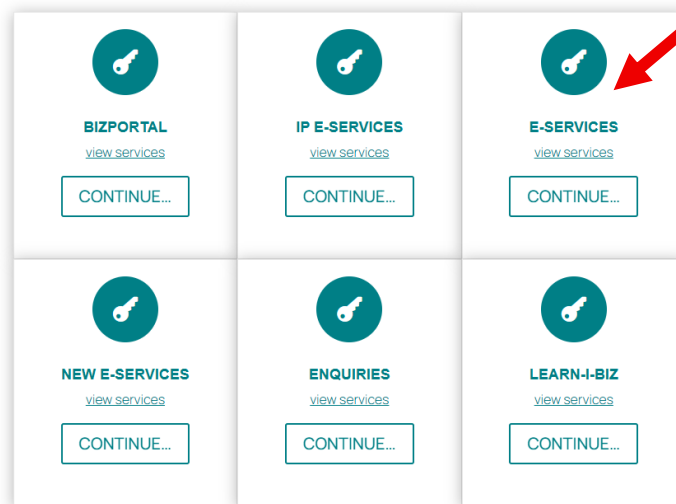 BIZPORTAL
view services
CONTINUE...
IP E-SERVICES
view services
CONTINUE...
E-SERVICES
view services
CONTINUE...
NEW E-SERVICES
view services
CONTINUE...
ENQUIRIES
view services
CONTINUE...
LEARN-I-BIZ
view services
CONTINUE...